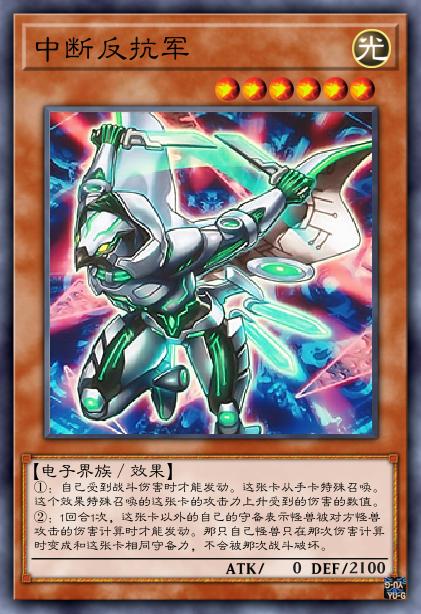 中断反抗军
光
【电子界族/效果】
①：自己受到战斗伤害时才能发动。这张卡从手卡特殊召唤。
这个效果特殊召唤的这张卡的攻击力上升受到的伤害的数值。
②：1回合1次，这张卡以外的自己的守备表示怪兽被对方怪兽
攻击的伤害计算时才能发动。那只自己怪兽只在那次伤害计算
时变成和这张卡相同守备力，不会被那次战斗破坏。
ATK/ 0 DEF/2100